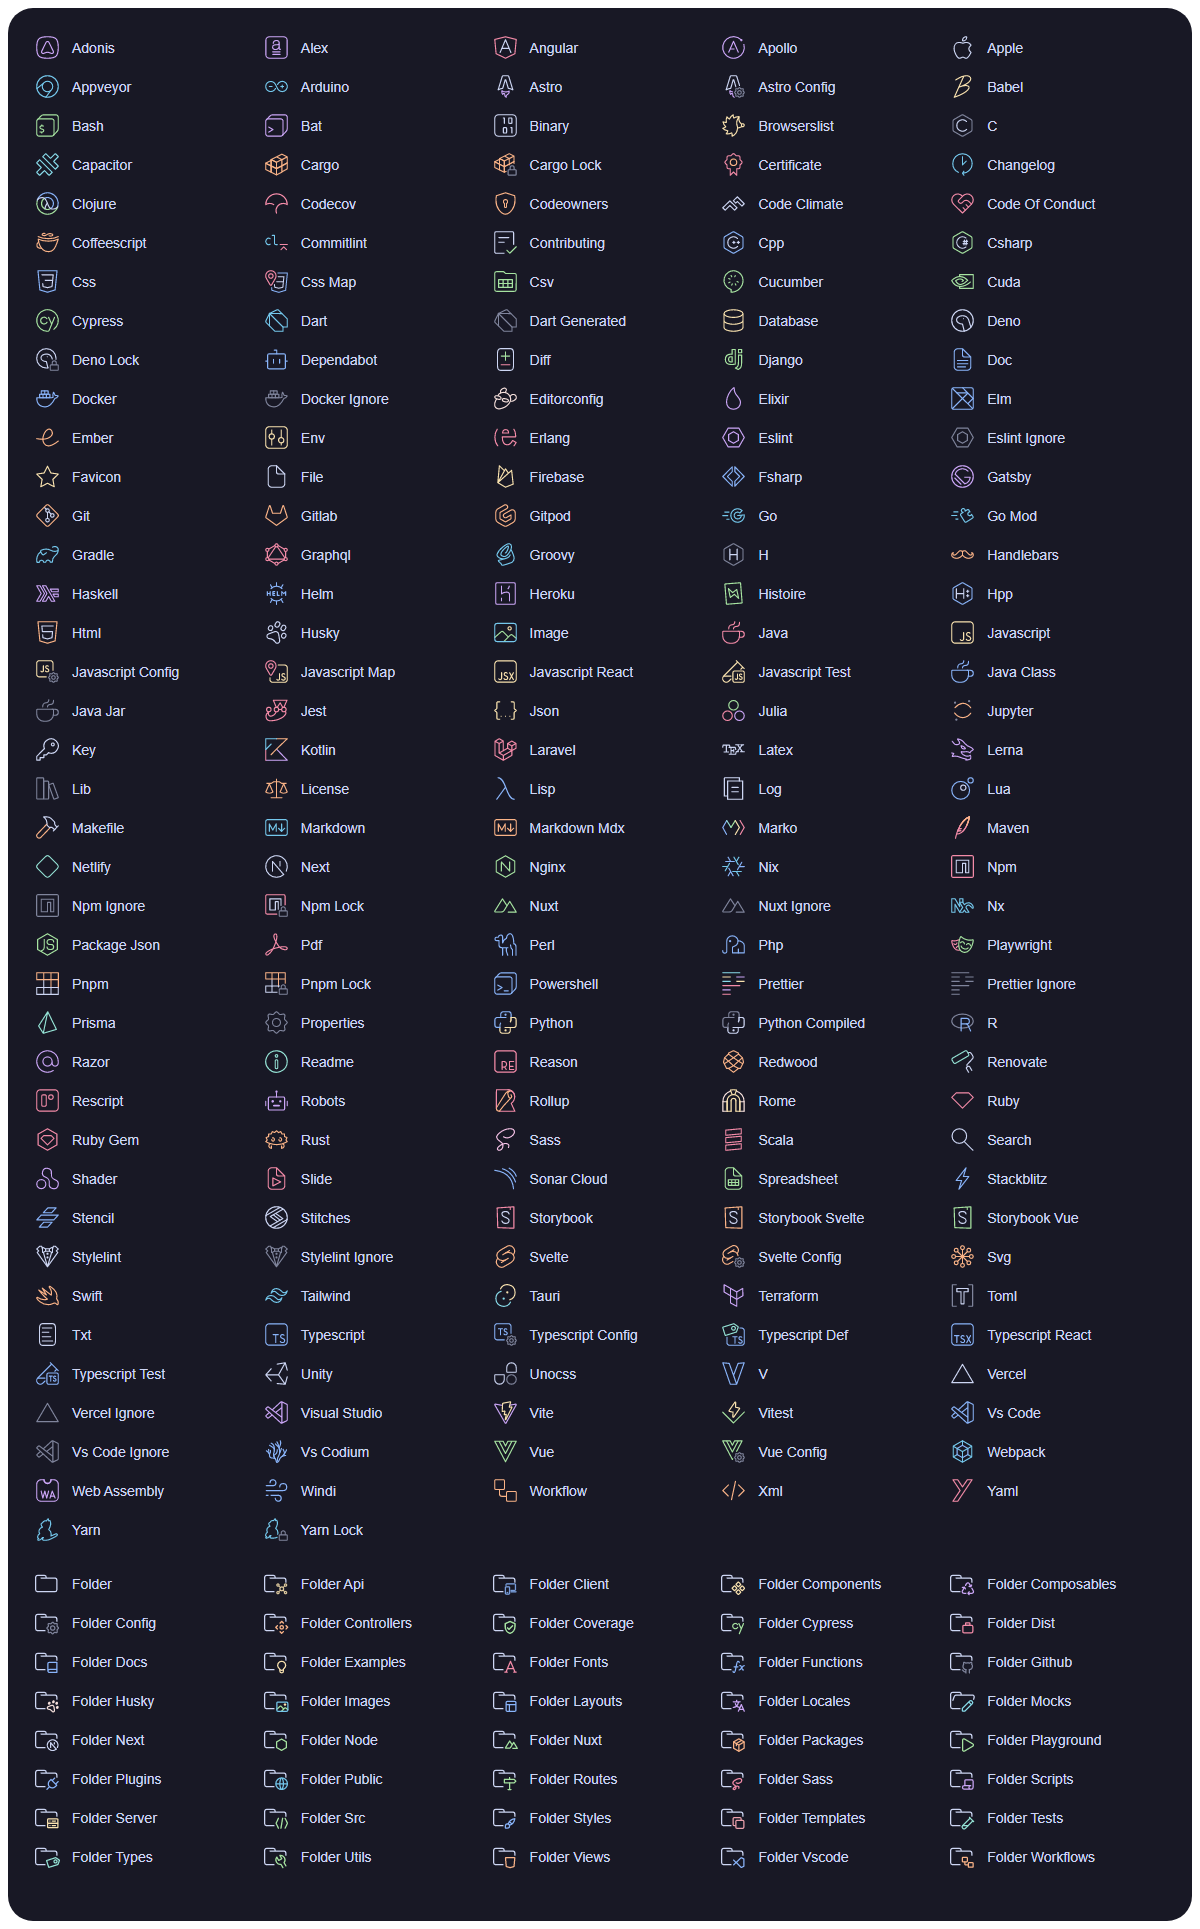 Adonis Alex Angular Apollo Apple
Appveyor Arduino Astro Astro Config Babel
Bash Bat Binary Browserslist C
Capacitor Cargo Cargo Lock Certificate Changelog
Clojure Codecov Codeowners Code Climate Code Of Conduct
Coffeescript Commitlint Contributing Cpp Csharp
Css Css Map Csv Cucumber Cuda
Cypress Dart Dart Generated Database Deno
Deno Lock Dependabot Diff Django Doc
Docker Docker Ignore Editorconfig Elixir Elm
Ember Env Erlang Eslint Eslint Ignore
Favicon File Firebase Fsharp Gatsby
Git Gitlab Gitpod Go Go Mod
Gradle Graphql Groovy H Handlebars
Haskell Helm Heroku Histoire Hpp
Html Husky Image Java Javascript
Javascript Config Javascript Map Javascript React Javascript Test Java Class
Java Jar Jest Json Julia Jupyter
Key Kotlin Laravel Latex Lerna
Lib License Lisp Log Lua
Makefile Markdown Markdown Mdx Marko Maven
Netlify Next Nginx Nix Npm
Npm Ignore Npm Lock Nuxt Nuxt Ignore Nx
Package Json Pdf Perl Php Playwright
Pnpm Pnpm Lock Powershell Prettier Prettier Ignore
Prisma Properties Python Python Compiled R
Razor Readme Reason Redwood Renovate
Rescript Robots Rollup Rome Ruby
Ruby Gem Rust Sass Scala Search
Shader Slide Sonar Cloud Spreadsheet Stackblitz
Stencil Stitches Storybook Storybook Svelte Storybook Vue
Stylelint Stylelint Ignore Svelte Svelte Config Svg
Swift Tailwind Tauri Terraform Toml
Txt Typescript Typescript Config Typescript Def Typescript React
Typescript Test Unity Unocss V Vercel
Vercel Ignore Visual Studio Vite Vitest Vs Code
Vs Code Ignore Vs Codium Vue Vue Config Webpack
Web Assembly Windi Workflow Xml Yaml
Yarn Yarn Lock
Folder Folder Api Folder Client Folder Components Folder Composables
Folder Config Folder Controllers Folder Coverage Folder Cypress Folder Dist
Folder Docs Folder Examples Folder Fonts Folder Functions Folder Github
Folder Husky Folder Images Folder Layouts Folder Locales Folder Mocks
Folder Next Folder Node Folder Nuxt Folder Packages Folder Playground
Folder Plugins Folder Public Folder Routes Folder Sass Folder Scripts
Folder Server Folder Src Folder Styles Folder Templates Folder Tests
Folder Types Folder Utils Folder Views Folder Vscode Folder Workflows